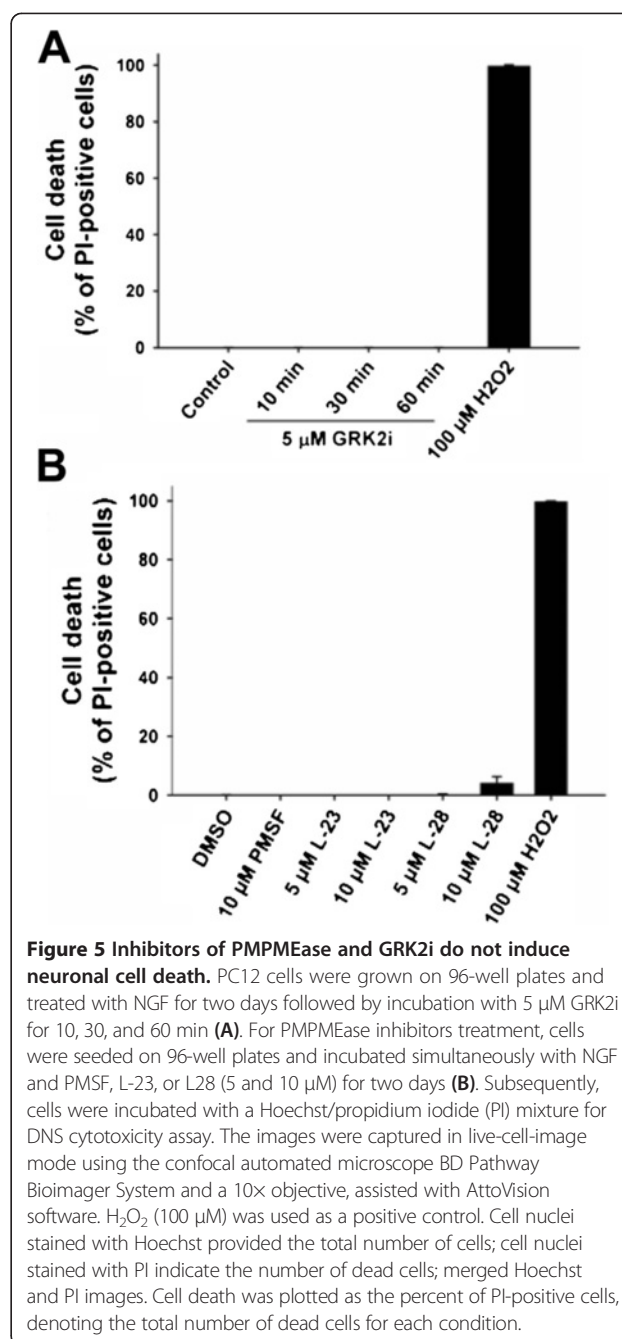 A
Cell death
(% of PI-positive cells)
100
80
60
40
20
0
Control
10 min
30 min
60 min
100 µM H2O2
5 µM GRK2i
B
Cell death
(% of PI-positive cells)
100
80
60
40
20
0
DMSO
10 µM PMSF
5 µM L-23
10 µM L-23
5 µM L-28
10 µM L-28
100 µM H2O2
Figure 5 Inhibitors of PMPMEase and GRK2i do not induce
neuronal cell death. PC12 cells were grown on 96-well plates and
treated with NGF for two days followed by incubation with 5 µM GRK2i
for 10, 30, and 60 min (A). For PMPMEase inhibitors treatment, cells
were seeded on 96-well plates and incubated simultaneously with NGF
and PMSF, L-23, or L28 (5 and 10 µM) for two days (B). Subsequently,
cells were incubated with a Hoechst/propidium iodide (PI) mixture for
DNS cytotoxicity assay. The images were captured in live-cell-image
mode using the confocal automated microscope BD Pathway
Bioimager System and a 10× objective, assisted with AttoVision
software. H₂O₂ (100 µM) was used as a positive control. Cell nuclei
stained with Hoechst provided the total number of cells; cell nuclei
stained with PI indicate the number of dead cells; merged Hoechst
and PI images. Cell death was plotted as the percent of PI-positive cells,
denoting the total number of dead cells for each condition.